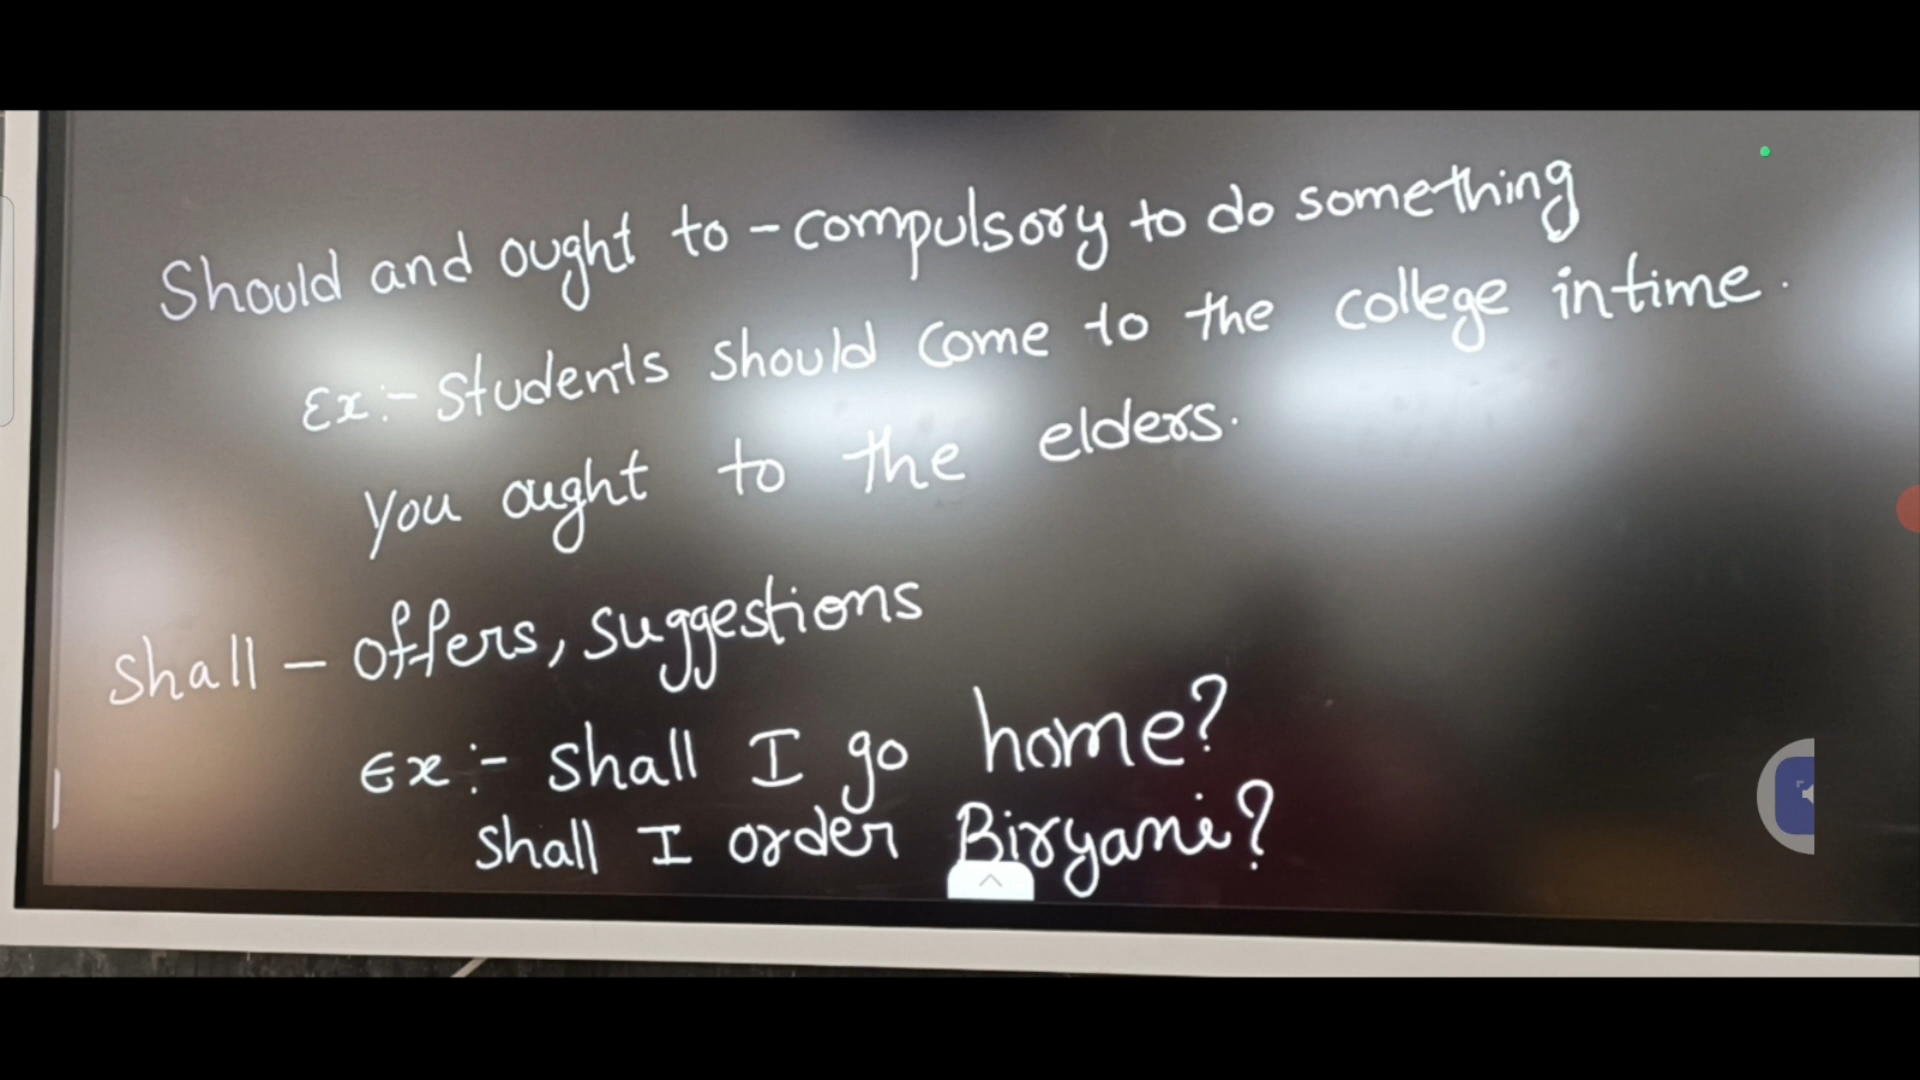 Should and ought to - compulsory to do something
Ex:- Students should come to the college intime.
You ought to the elders.
Shall - offers, suggestions
Ex:- Shall I go home?
Shall I order Biryani?